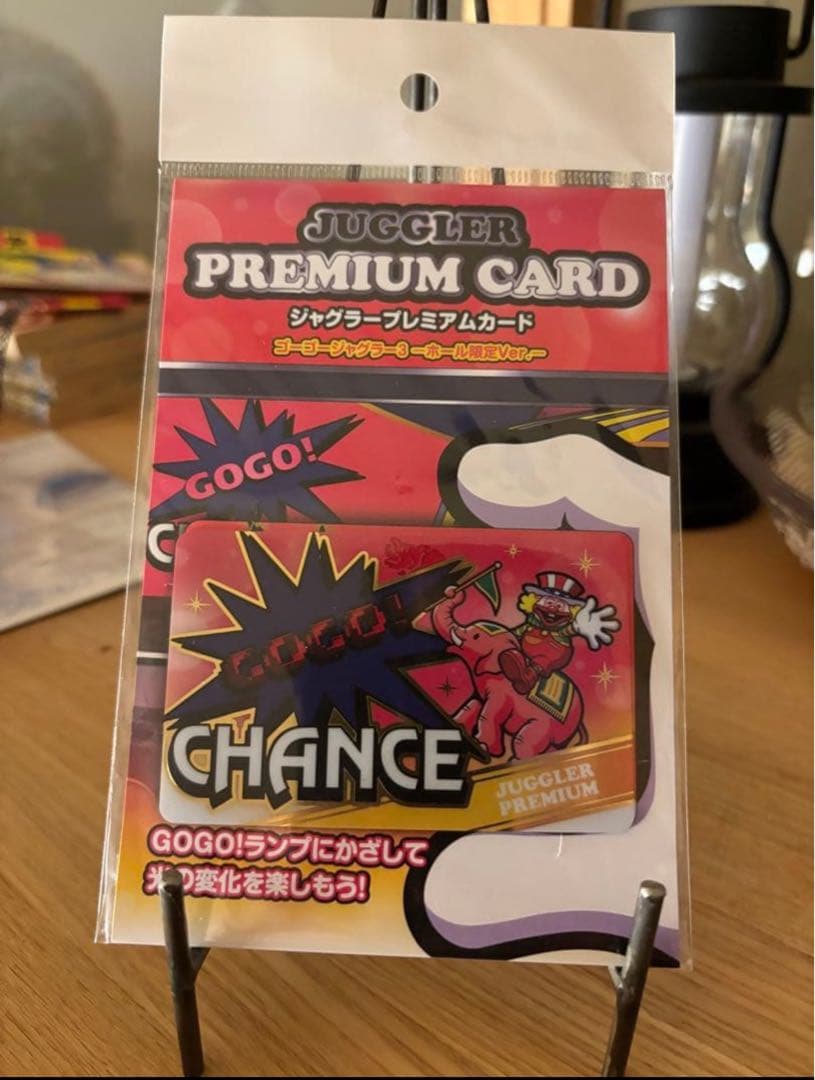 JUGGLER
PREMIUM CARD
ジャグラープレミアムカード
ゴーゴージャグラー3 ーホール限定Ver.ー
GOGO!
C
GOGO!
CHANCE
JUGGLER
PREMIUM
GOGO!ランプにかざして
光の変化を楽しもう!